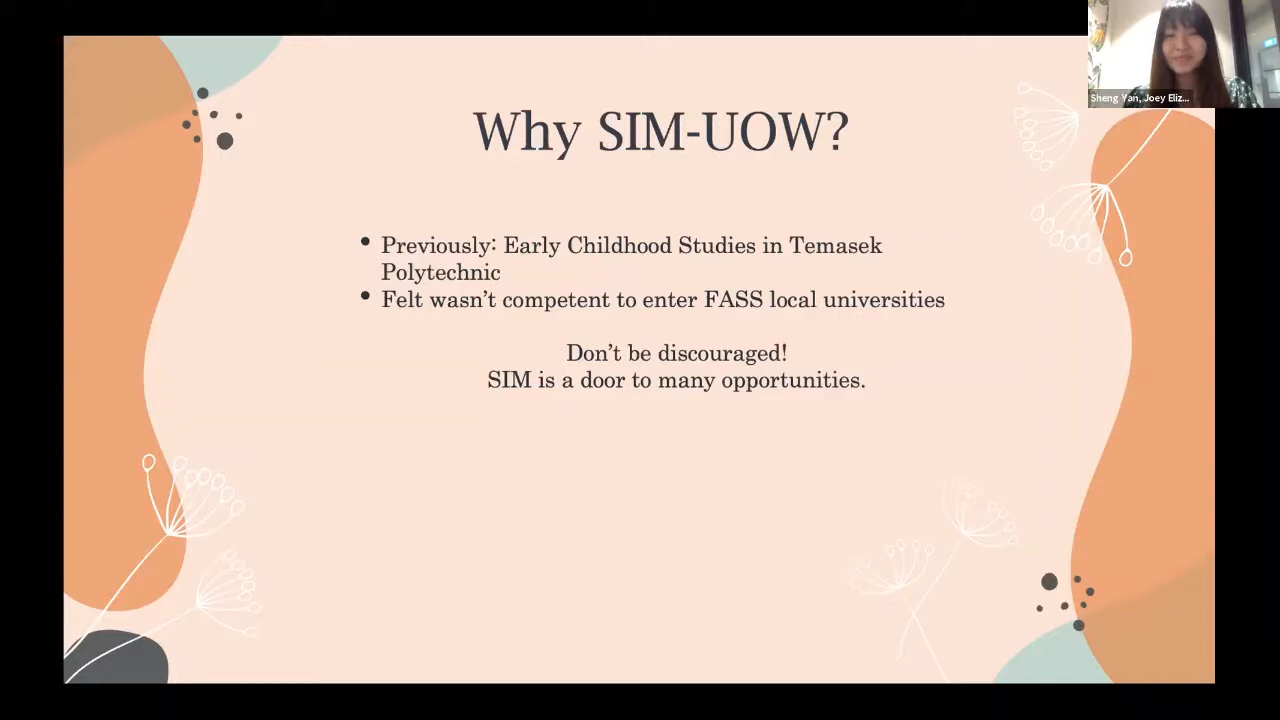 Why SIM-UOW?
Sheng Yan, Joey Eliz...
• Previously: Early Childhood Studies in Temasek
Polytechnic
• Felt wasn’t competent to enter FASS local universities
Don’t be discouraged!
SIM is a door to many opportunities.